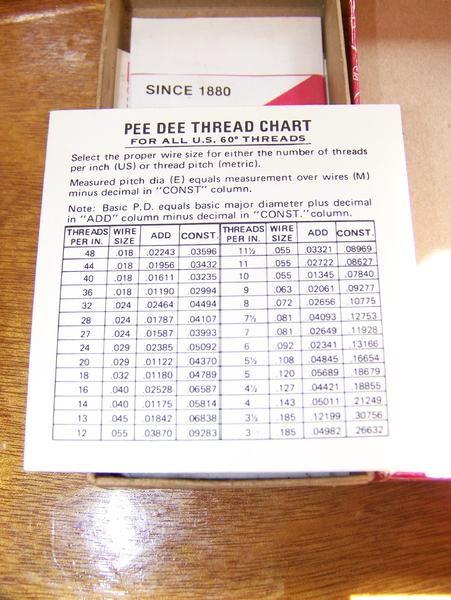 SINCE 1880
PEE DEE THREAD CHART
FOR ALL U.S. 60° THREADS
Select the proper wire size for either the number of threads
per inch (US) or thread pitch (metric).
Measured pitch dia (E) equals measurement over wires (M)
minus decimal in "CONST" column.
Note: Basic P.D. equals basic major diameter plus decimal
in "ADD" column minus decimal in "CONST." column.
THREADS PER IN. WIRE SIZE ADD CONST. THREADS PER IN. WIRE SIZE ADD CONST.
48 .018 .02243 .03596 11½ .055 .03321 .08969
44 .018 .01956 .03432 11 .055 .02722 .08627
40 .018 .01611 .03235 10 .055 .01345 .07840
36 .018 .01190 .02994 9 .063 .02061 .09277
32 .024 .02464 .04494 8 .072 .02656 .10775
28 .024 .01787 .04107 7½ .081 .04093 .12753
27 .024 .01587 .03993 7 .081 .02649 .11928
24 .029 .02385 .05092 6 .092 .02341 .13166
20 .029 .01122 .04370 5½ .108 .04845 .16654
18 .032 .01180 .04789 5 .120 .05689 .18679
16 .040 .02528 .06587 4½ .127 .04421 .18855
14 .040 .01175 .05814 4 .143 .05011 .21249
13 .045 .01842 .06838 3½ .185 .12199 .30756
12 .055 .03870 .09283 3 .185 .04982 .26632